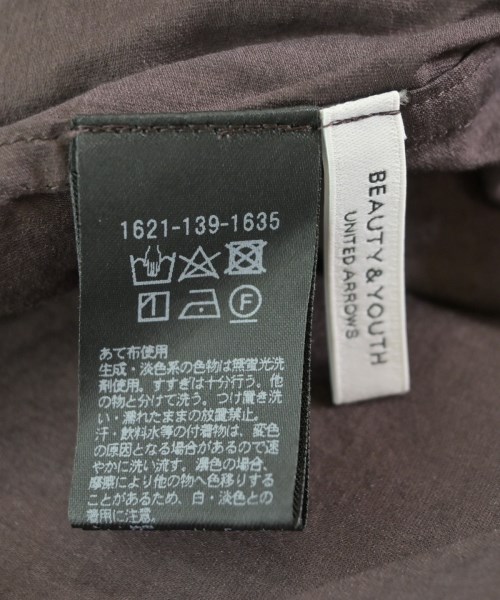 1621-139-1635
F
あて布使用
生成・淡色系の色物は無蛍光洗
剤使用。すすぎは十分行う。他
の物と分けて洗う。つけ置き洗
い・濡れたままの放置禁止。
汗・飲料水等の付着物は、変色
の原因となる場合があるので速
やかに洗い流す。濃色の場合、
摩擦により他の物へ色移りする
ことがあるため、白・淡色との
着用に注意。
BEAUTY & YOUTH
UNITED ARROWS